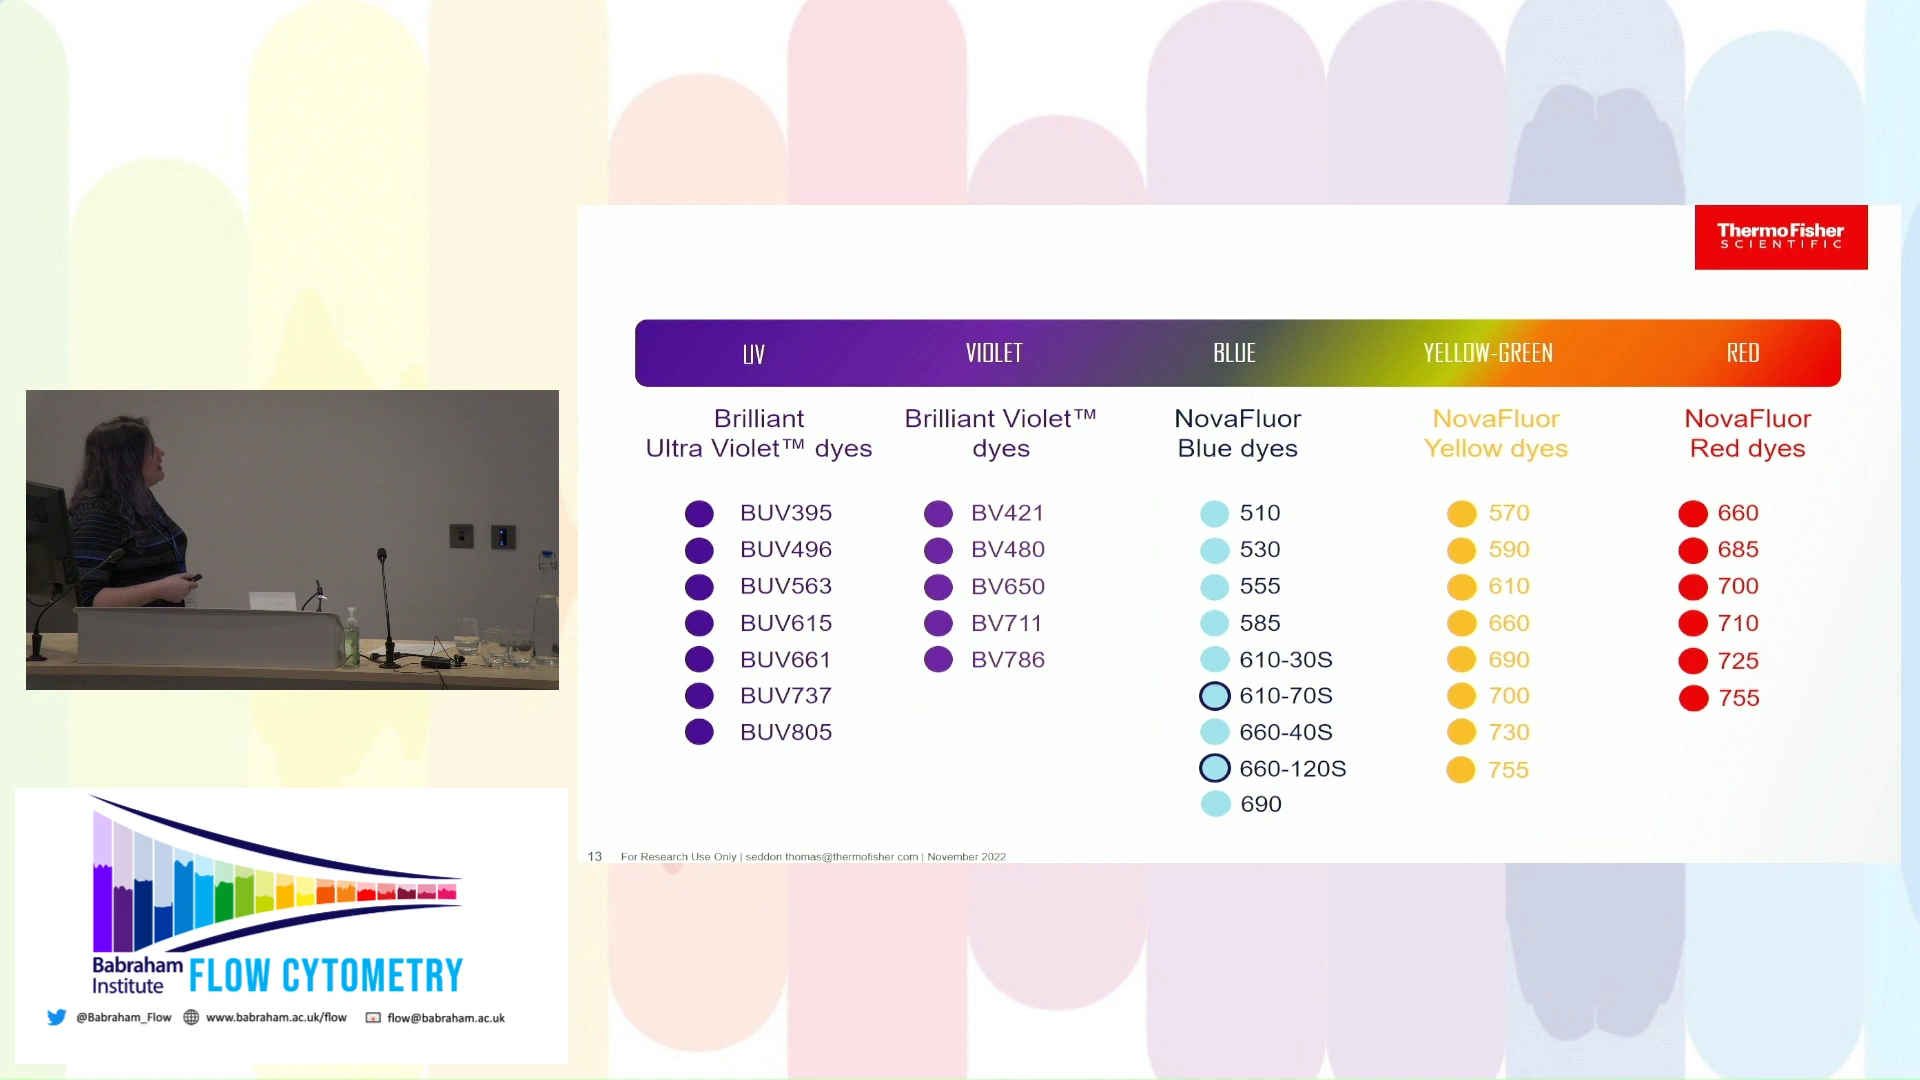 ThermoFisher
SCIENTIFIC
UV
VIOLET
BLUE
YELLOW-GREEN
RED
Brilliant
Ultra Violet™ dyes
BUV395
BUV496
BUV563
BUV615
BUV661
BUV737
BUV805
Brilliant Violet™
dyes
BV421
BV480
BV650
BV711
BV786
NovaFluor
Blue dyes
510
530
555
585
610-30S
610-70S
660-40S
660-120S
690
NovaFluor
Yellow dyes
570
590
610
660
690
700
730
755
NovaFluor
Red dyes
660
685
700
710
725
755
13 For Research Use Only | seddon.thomas@thermofisher.com | November 2022
Babraham
Institute
FLOW CYTOMETRY
@Babraham_Flow www.babraham.ac.uk/flow flow@babraham.ac.uk